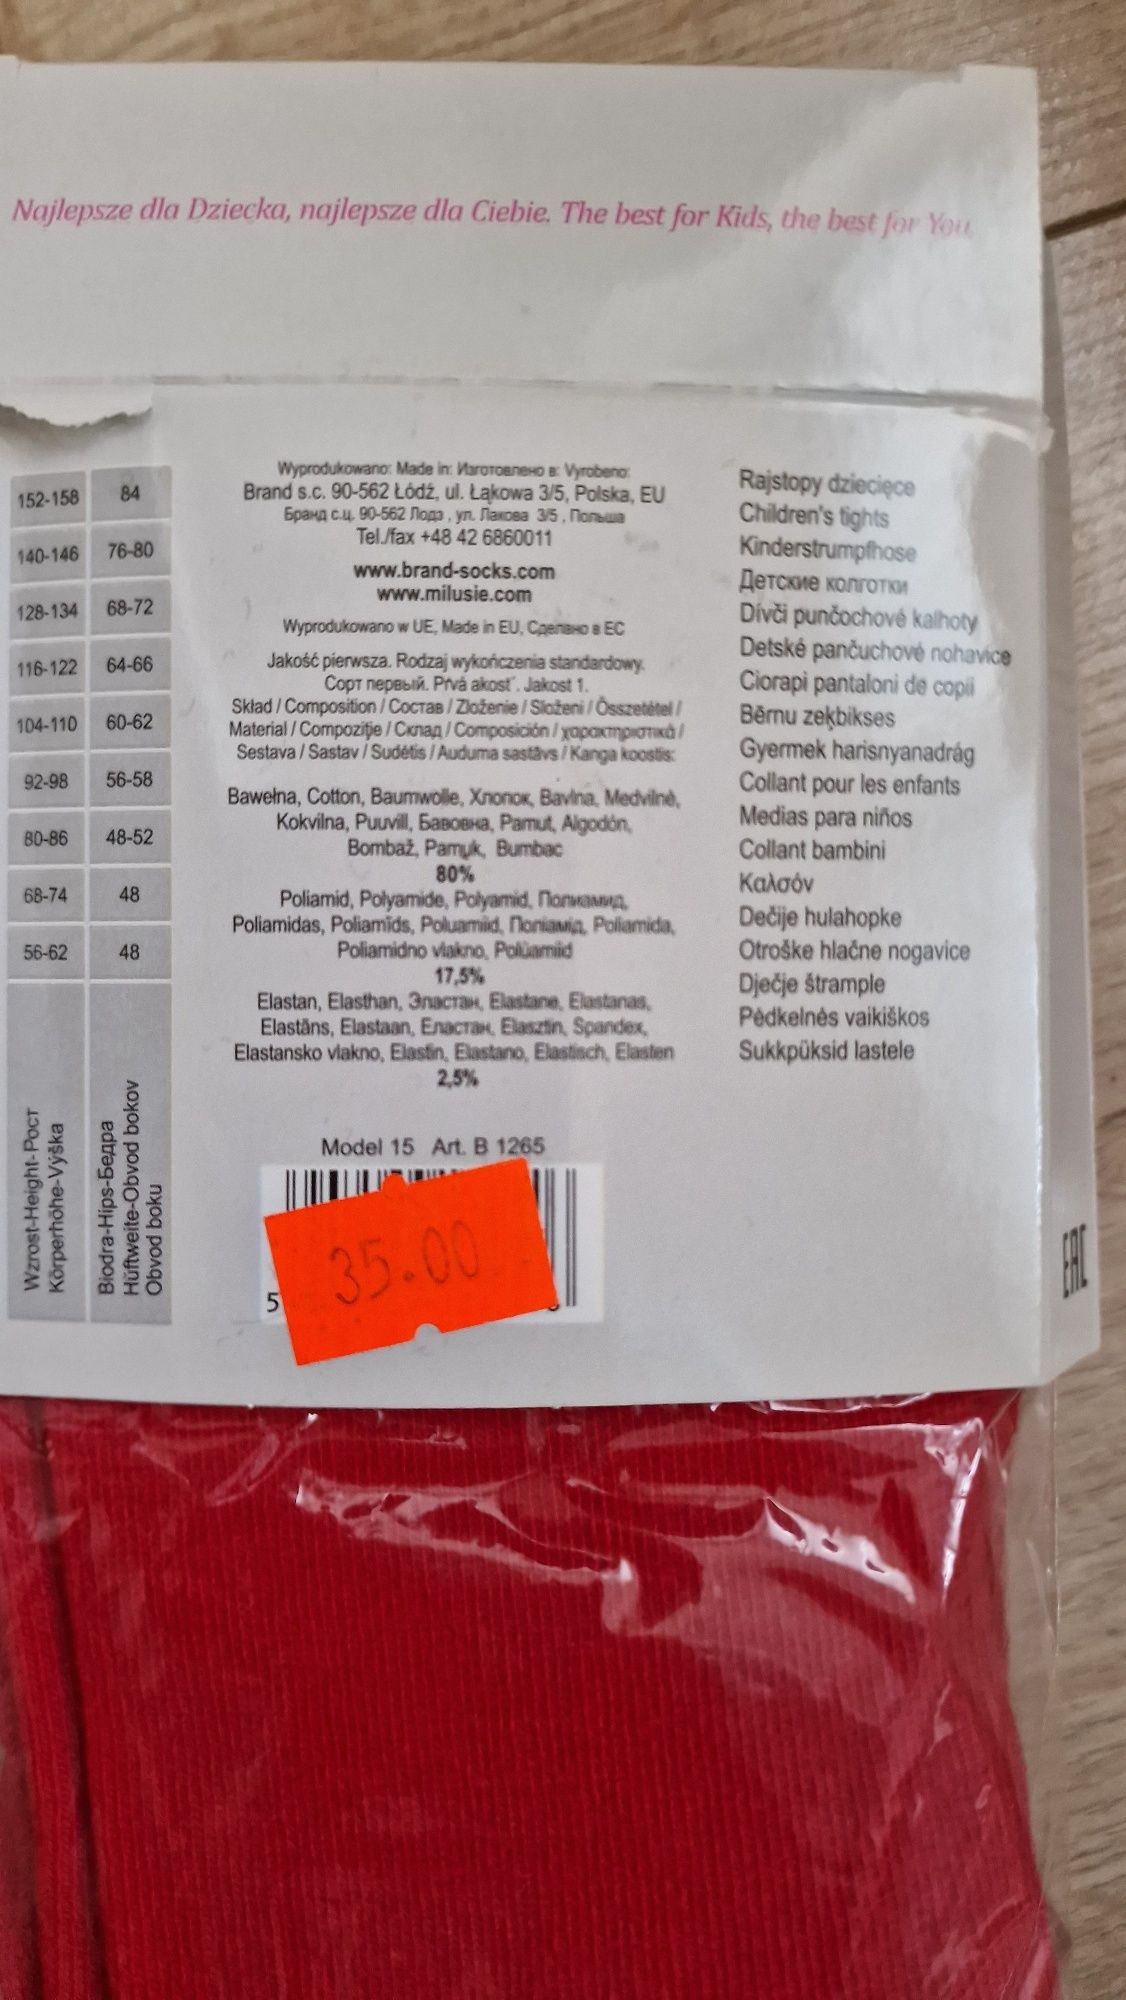 Najlepsze dla Dziecka, najlepsze dla Ciebie. The best for Kids, the best for You.
152-158 84
140-146 76-80
128-134 68-72
116-122 64-66
104-110 60-62
92-98 56-58
80-86 48-52
68-74 48
56-62 48
Wzrost-Height-Рост
Körperhöhe-Výška
Biodra-Hips-Бедра
Hüftweite-Obvod bokov
Obvod boku
Wyprodukowano: Made in: Изготовлено в: Vyrobeno:
Brand s.c. 90-562 Łódź, ul. Łąkowa 3/5, Polska, EU
Бранд с.ц. 90-562 Лодз , ул. Лакова 3/5 , Польша
Tel./fax +48 42 6860011
www.brand-socks.com
www.milusie.com
Wyprodukowano w UE, Made in EU, Сделано в ЕС
Jakość pierwsza. Rodzaj wykończenia standardowy.
Сорт первый. Prvá akost´. Jakost 1.
Skład / Composition / Состав / Zloženie / Složeni / Összetétel /
Material / Compoziţie / Склад / Composición / χαρακτηριστικά /
Sestava / Sastav / Sudėtis / Auduma sastāvs / Kanga koostis:
Bawełna, Cotton, Baumwolle, Хлопок, Bavlna, Medvilnė,
Kokvilna, Puuvill, Бавовна, Pamut, Algodón,
Bombaž, Pamyk, Bumbac
80%
Poliamid, Polyamide, Polyamid, Полиамид,
Poliamidas, Poliamīds, Poluamiid, Поліамід, Poliamida,
Poliamidno vlakno, Polüamiid
17,5%
Elastan, Elasthan, Эластан, Elastane, Elastanas,
Elastāns, Elastaan, Еластан, Elasztin, Spandex,
Elastansko vlakno, Elastin, Elastano, Elastisch, Elasten
2,5%
Model 15 Art. B 1265
5
35.00
Rajstopy dziecięce
Children's tights
Kinderstrumpfhose
Детские колготки
Dívči punčochové kalhoty
Detské pančuchové nohavice
Ciorapi pantaloni de copii
Bērnu zeķbikses
Gyermek harisnyanadrág
Collant pour les enfants
Medias para niños
Collant bambini
Καλσόν
Dečije hulahopke
Otroške hlačne nogavice
Dječje štrample
Pėdkelnės vaikiškos
Sukkpüksid lastele
EAC